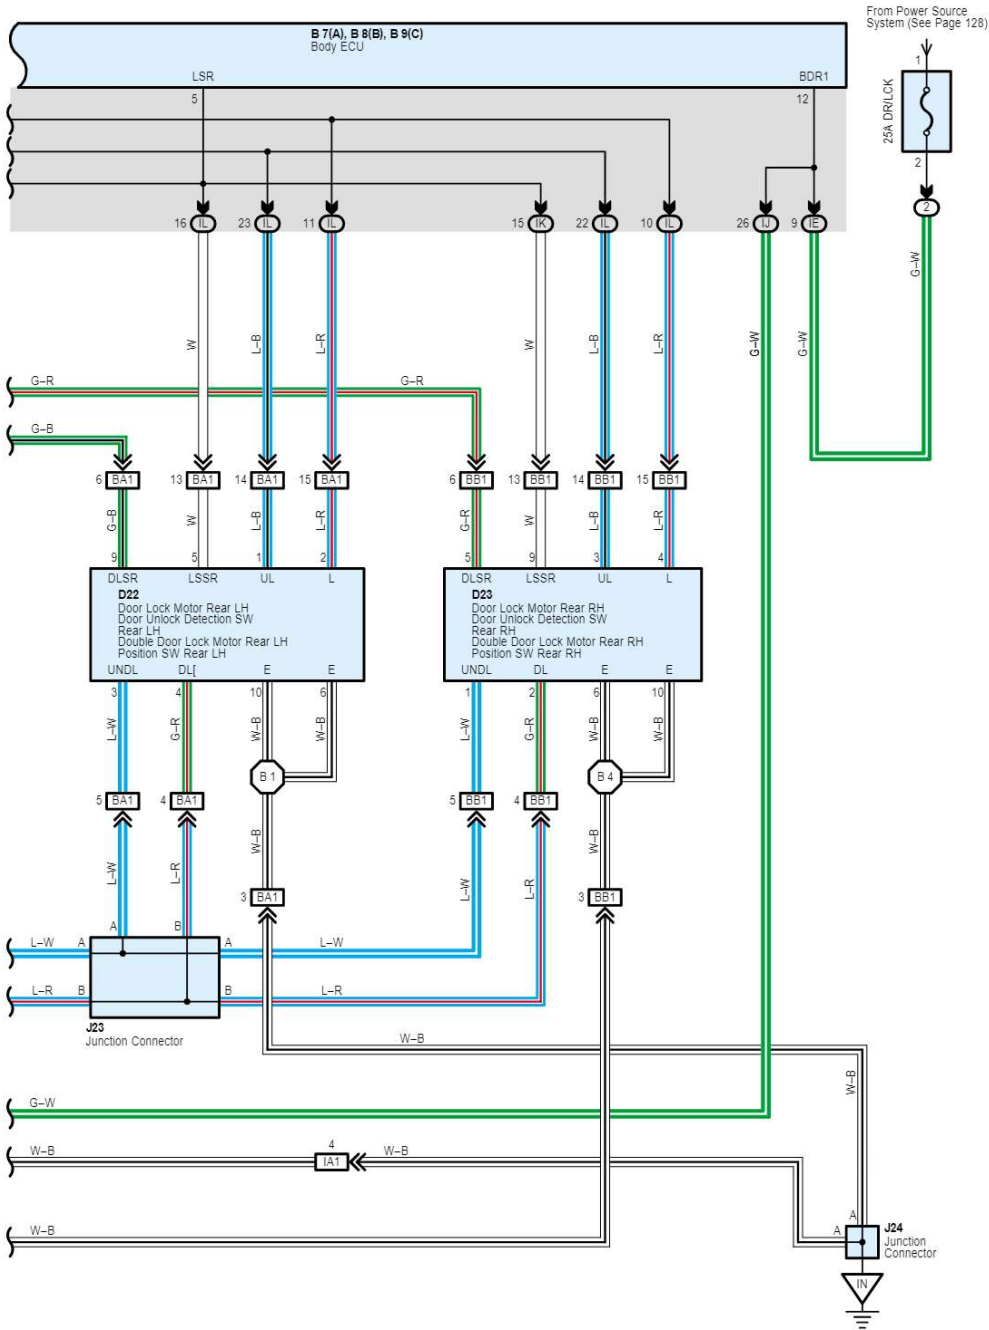 From Power Source
System (See Page 128)
B 7(A), B 8(B), B 9(C)
Body ECU
LSR
BDR1
5
12
1
25A DR/LCK
2
2
16 IL
23 IL
11 IL
15 IK
22 IL
10 IL
26 IJ
9 IE
W
L–B
L–R
W
L–B
L–R
G–W
G–W
G–W
G–R
G–R
G–B
6 BA1
13 BA1
14 BA1
15 BA1
6 BB1
13 BB1
14 BB1
15 BB1
G–B
W
L–B
L–R
G–R
W
L–B
L–R
9
5
1
2
5
9
3
4
DLSR
LSSR
UL
L
D22
Door Lock Motor Rear LH
Door Unlock Detection SW
Rear LH
Double Door Lock Motor Rear LH
Position SW Rear LH
UNDL
DL[
E
E
DLSR
LSSR
UL
L
D23
Door Lock Motor Rear RH
Door Unlock Detection SW
Rear RH
Double Door Lock Motor Rear RH
Position SW Rear RH
UNDL
DL
E
E
3
4
10
6
1
2
6
10
L–W
G–R
W–B
W–B
L–W
G–R
W–B
W–B
B 1
B 4
5 BA1
4 BA1
5 BB1
4 BB1
L–W
L–R
W–B
L–W
L–R
W–B
3 BA1
3 BB1
A
B
L–W
A
A
L–W
L–R
B
B
L–R
J23
Junction Connector
W–B
W–B
G–W
W–B
4
IA1
W–B
W–B
A
A
J24
Junction
Connector
IN